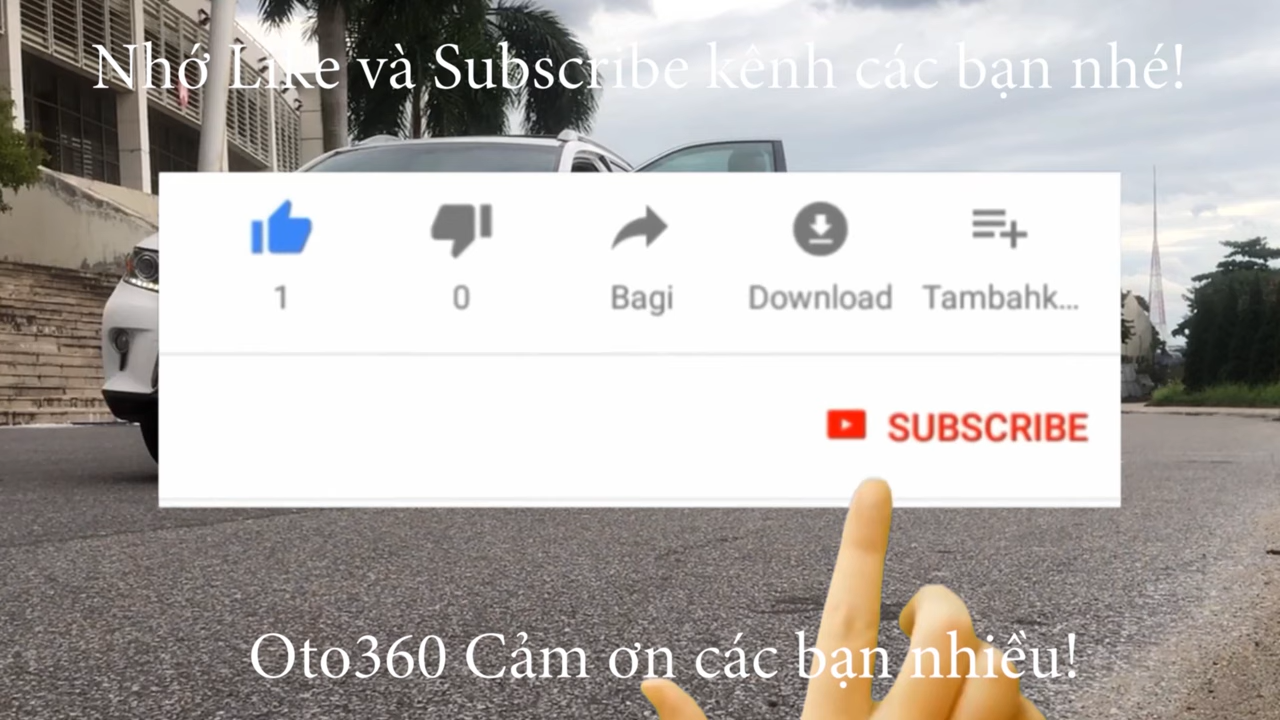 Nhớ Like và Subscribe kênh các bạn nhé!
1 0 Bagi Download Tambahk...
SUBSCRIBE
Oto360 Cảm ơn các bạn nhiều!